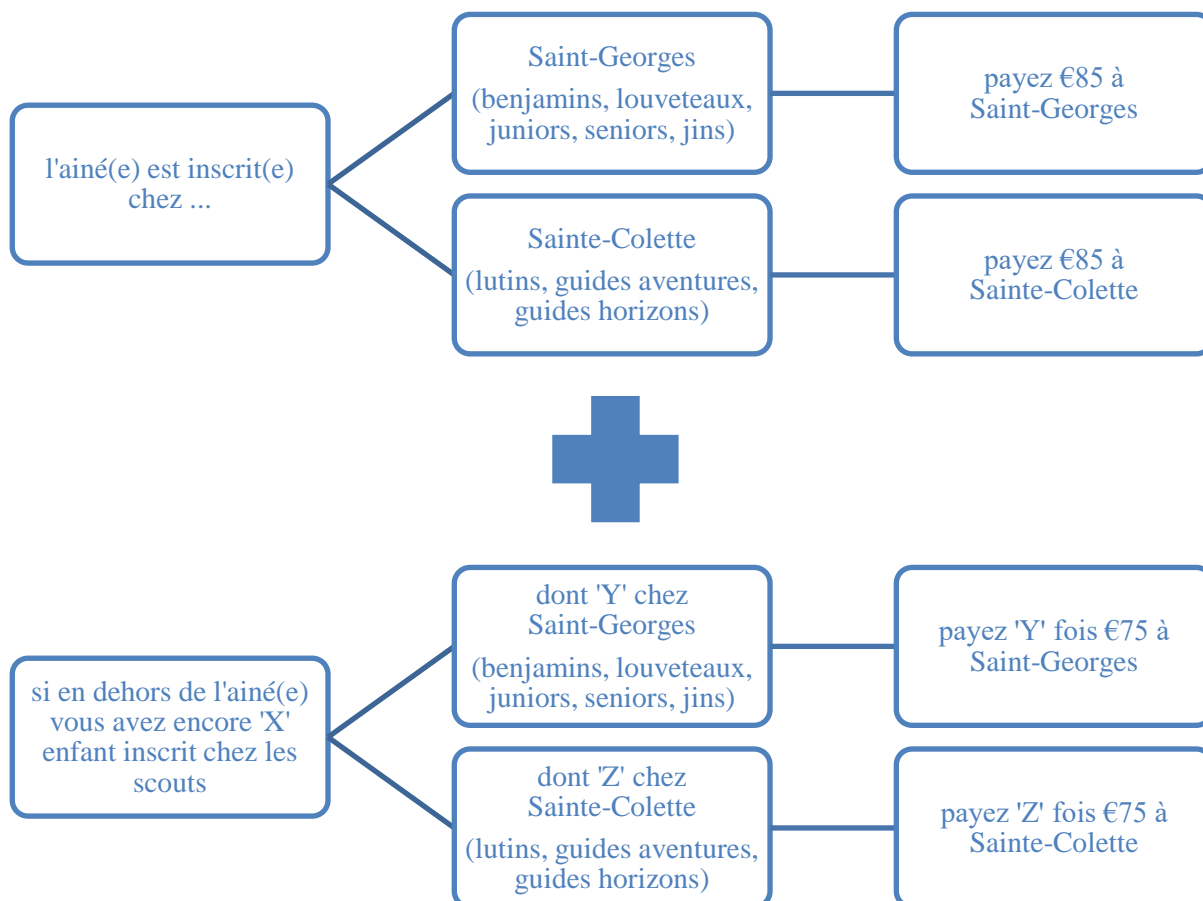 l'ainé(e) est inscrit(e)
chez ...
Saint-Georges
(benjamins, louveteaux,
juniors, seniors, jins)
payez €85 à
Saint-Georges
Sainte-Colette
(lutins, guides aventures,
guides horizons)
payez €85 à
Sainte-Colette
si en dehors de l'ainé(e)
vous avez encore 'X'
enfant inscrit chez les
scouts
dont 'Y' chez
Saint-Georges
(benjamins, louveteaux,
juniors, seniors, jins)
payez 'Y' fois €75 à
Saint-Georges
dont 'Z' chez
Sainte-Colette
(lutins, guides aventures,
guides horizons)
payez 'Z' fois €75 à
Sainte-Colette